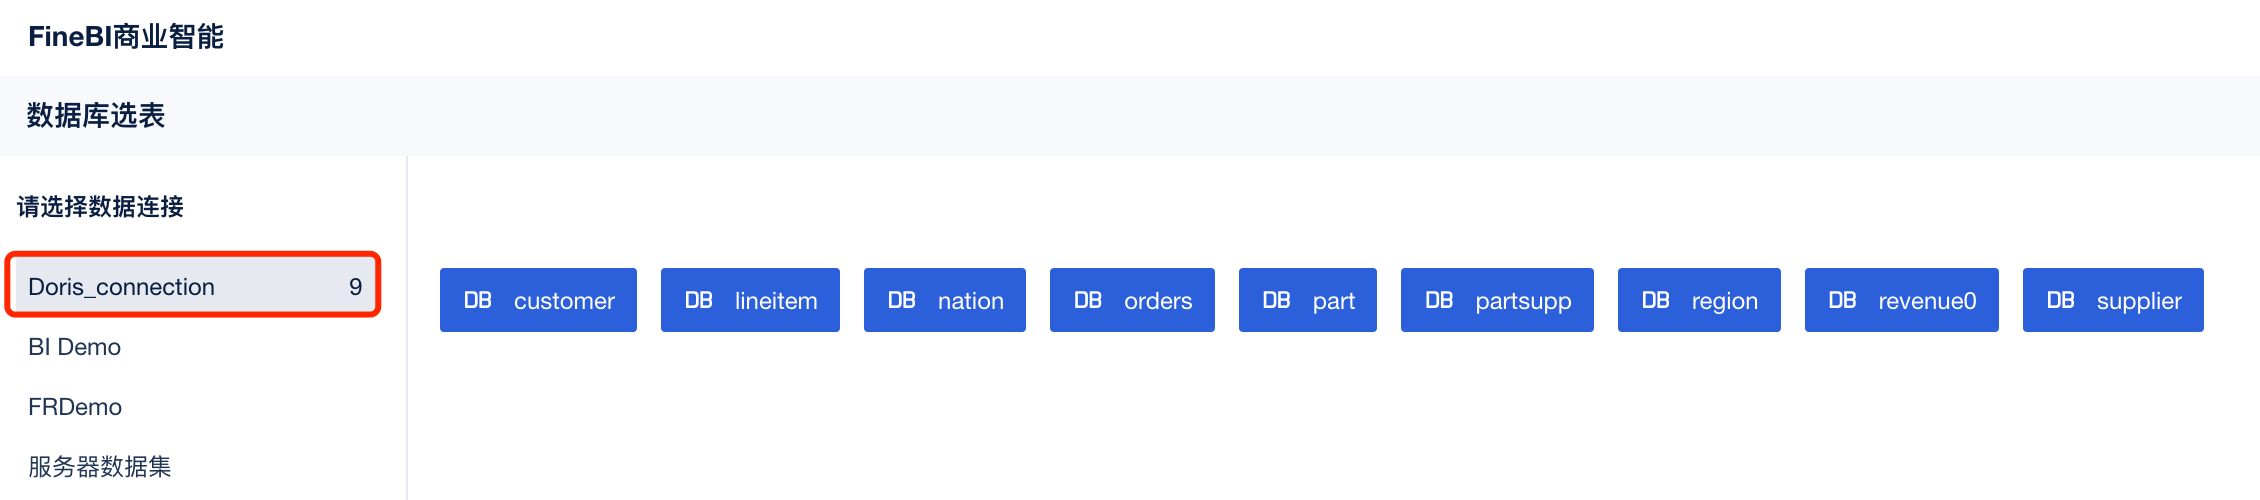 FineBI商业智能
数据库选表
请选择数据连接
Doris_connection 9
BI Demo
FRDemo
服务器数据集
DB customer DB lineitem DB nation DB orders DB part DB partsupp DB region DB revenue0 DB supplier